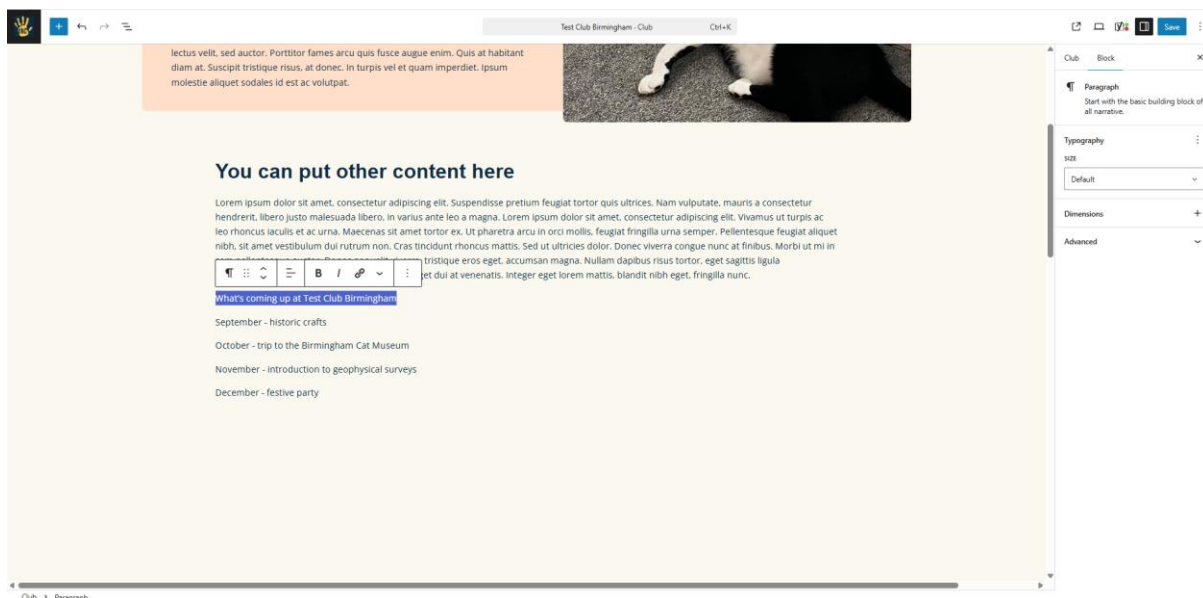 Test Club Birmingham · Club Ctrl+K
Save
lectus velit, sed auctor. Porttitor fames arcu quis fusce augue enim. Quis at habitant
diam at. Suscipit tristique risus, at donec. In turpis vel et quam imperdiet. Ipsum
molestie aliquet sodales id est ac volutpat.
You can put other content here
Lorem ipsum dolor sit amet, consectetur adipiscing elit. Suspendisse pretium feugiat tortor quis ultrices. Nam vulputate, mauris a consectetur
hendrerit, libero justo malesuada libero, in varius ante leo a magna. Lorem ipsum dolor sit amet, consectetur adipiscing elit. Vivamus ut turpis ac
leo rhoncus iaculis et ac urna. Maecenas sit amet tortor ex. Ut pharetra arcu in orci mollis, feugiat fringilla urna semper. Pellentesque feugiat aliquet
nibh, sit amet vestibulum dui rutrum non. Cras tincidunt rhoncus mattis. Sed ut ultricies dolor. Donec viverra congue nunc at finibus. Morbi ut mi in
tristique eros eget, accumsan magna. Nullam dapibus risus tortor, eget sagittis ligula
B I
dui at venenatis. Integer eget lorem mattis, blandit nibh eget, fringilla nunc.
What's coming up at Test Club Birmingham
September - historic crafts
October - trip to the Birmingham Cat Museum
November - introduction to geophysical surveys
December - festive party
Club Block
Paragraph
Start with the basic building block of
all narrative.
Typography
SIZE
Default
Dimensions
Advanced
Club Paragraph